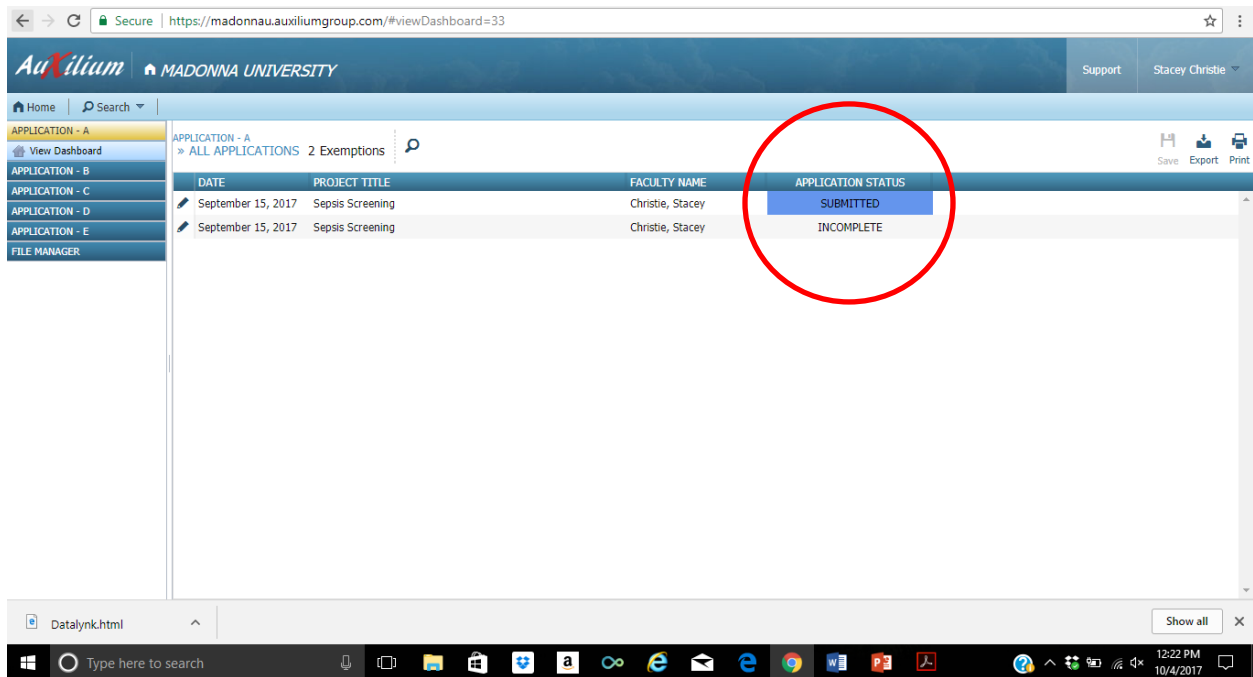 Secure | https://madonnau.auxiliumgroup.com/#viewDashboard=33
AuXilium MADONNA UNIVERSITY Support Stacey Christie
Home Search
APPLICATION - A
View Dashboard
APPLICATION - B
APPLICATION - C
APPLICATION - D
APPLICATION - E
FILE MANAGER
APPLICATION - A
» ALL APPLICATIONS 2 Exemptions
Save Export Print
DATE PROJECT TITLE FACULTY NAME APPLICATION STATUS
September 15, 2017 Sepsis Screening Christie, Stacey SUBMITTED
September 15, 2017 Sepsis Screening Christie, Stacey INCOMPLETE
Datalynk.html Show all
Type here to search
12:22 PM
10/4/2017